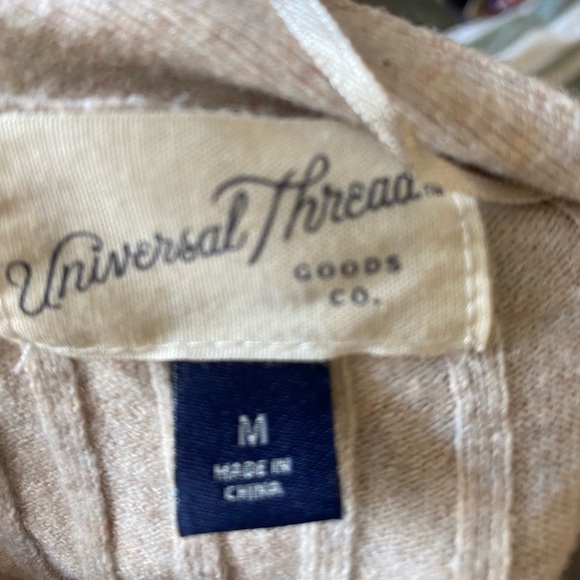 Universal Thread™
GOODS
CO.
M
MADE IN
CHINA